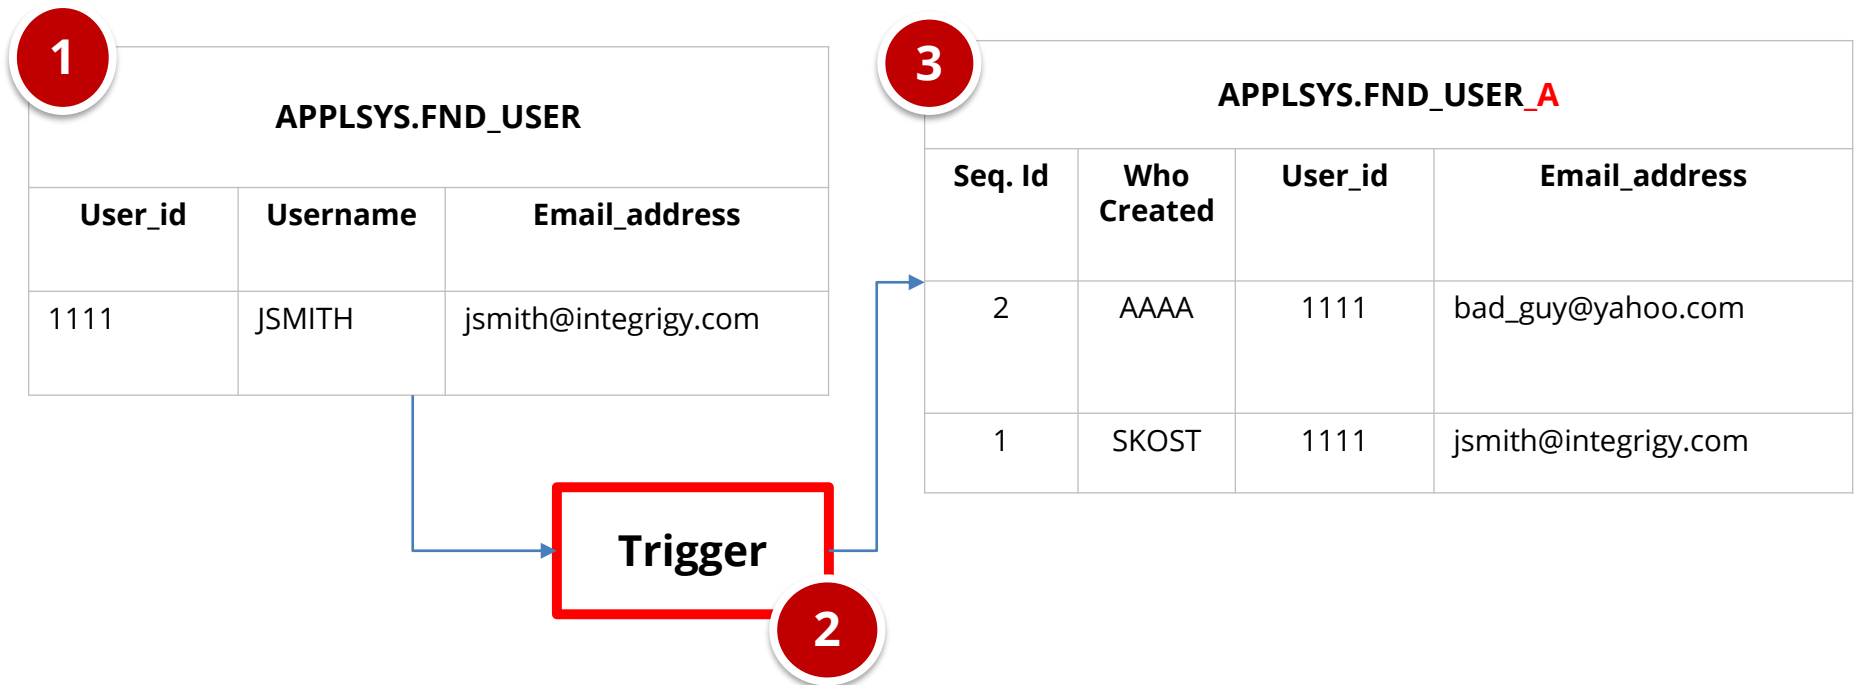 1
APPLSYS.FND_USER
User_id Username Email_address
1111 JSMITH jsmith@integrigy.com
Trigger
2
3
APPLSYS.FND_USER_A
Seq. Id Who Created User_id Email_address
2 AAAA 1111 bad_guy@yahoo.com
1 SKOST 1111 jsmith@integrigy.com